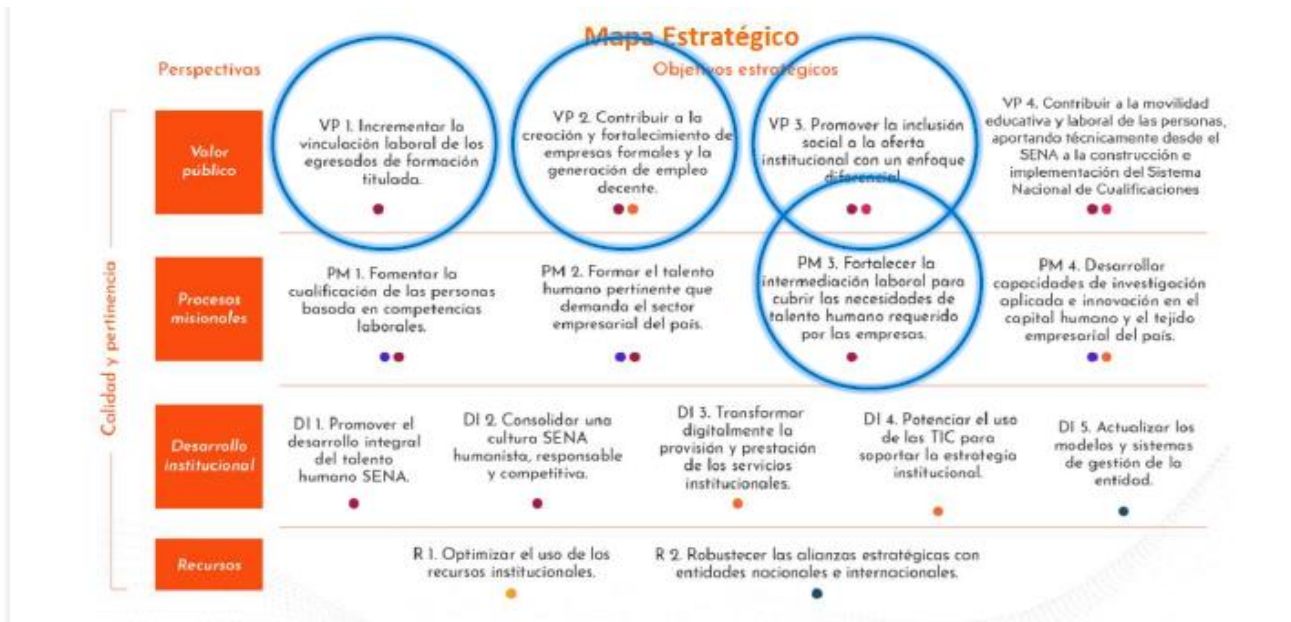 Mapa Estratégico
Perspectivas
Objetivos estratégicos
Calidad y pertinencia
Valor
público
VP 1. Incrementar la
vinculación laboral de los
egresados de formación
titulada.
VP 2. Contribuir a la
creación y fortalecimiento de
empresas formales y la
generación de empleo
decente.
VP 3. Promover la inclusión
social a la oferta
institucional con un enfoque
diferencial.
VP 4. Contribuir a la movilidad
educativa y laboral de las personas,
aportando técnicamente desde el
SENA a la construcción e
implementación del Sistema
Nacional de Cualificaciones
Procesos
misionales
PM 1. Fomentar la
cualificación de las personas
basada en competencias
laborales.
PM 2. Formar el talento
humano pertinente que
demanda el sector
empresarial del país.
PM 3. Fortalecer la
intermediación laboral para
cubrir las necesidades de
talento humano requerido
por las empresas.
PM 4. Desarrollar
capacidades de investigación
aplicada e innovación en el
capital humano y el tejido
empresarial del país.
Desarrollo
institucional
DI 1. Promover el
desarrollo integral
del talento
humano SENA.
DI 2. Consolidar una
cultura SENA
humanista, responsable
y competitiva.
DI 3. Transformar
digitalmente la
provisión y prestación
de los servicios
institucionales.
DI 4. Potenciar el uso
de las TIC para
soportar la estrategia
institucional.
DI 5. Actualizar los
modelos y sistemas
de gestión de la
entidad.
Recursos
R 1. Optimizar el uso de los
recursos institucionales.
R 2. Robustecer las alianzas estratégicas con
entidades nacionales e internacionales.